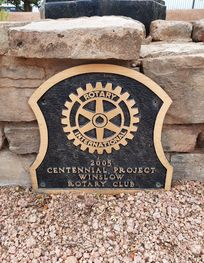 ROTARY
INTERNATIONAL
2005
CENTENNIAL PROJECT
WINSLOW
ROTARY CLUB